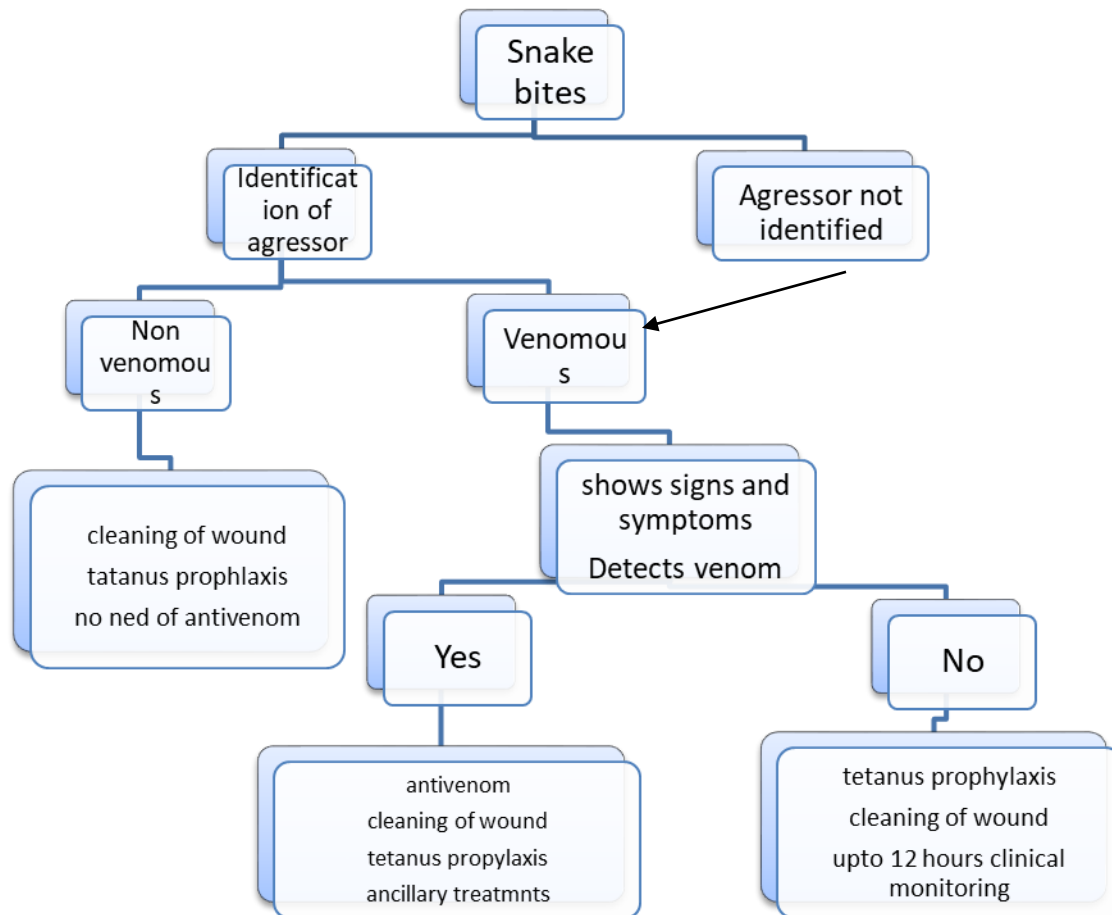 Snake
bites
Identificat
ion of
agressor
Agressor not
identified
Non
venomou
s
Venomou
s
cleaning of wound
tatanus prophlaxis
no ned of antivenom
shows signs and
symptoms
Detects venom
Yes
No
antivenom
cleaning of wound
tetanus propylaxis
ancillary treatmnts
tetanus prophylaxis
cleaning of wound
upto 12 hours clinical
monitoring